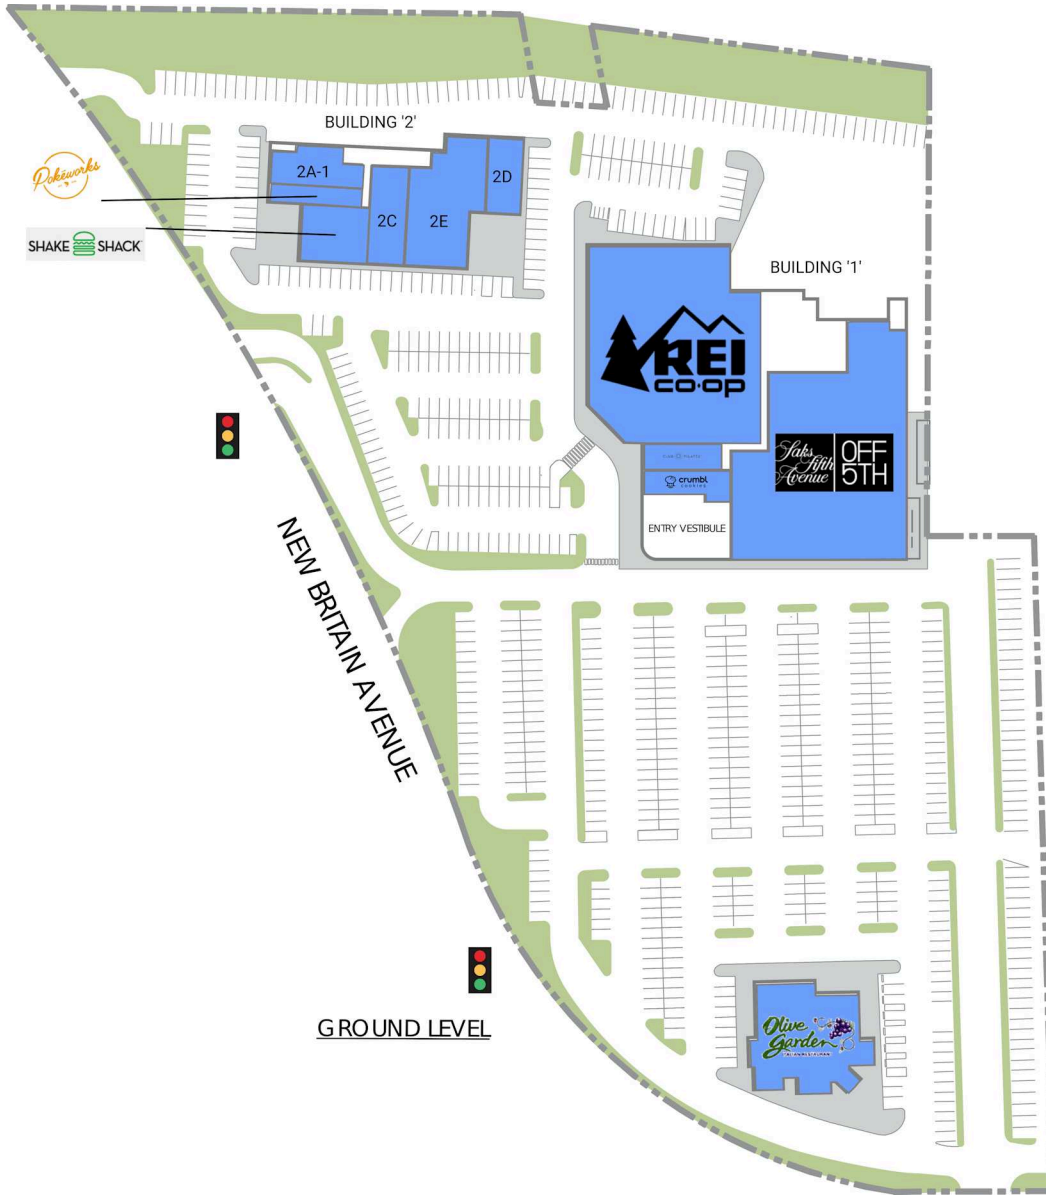 BUILDING '2'
Pokéworks
2A-1
2D
2C
2E
SHAKE SHACK
BUILDING '1'
REI
CO·OP
Saks
Fifth
Avenue
OFF
5TH
crumbl
COOKIES
ENTRY VESTIBULE
NEW BRITAIN AVENUE
GROUND LEVEL
Olive
Garden
ITALIAN RESTAURANT